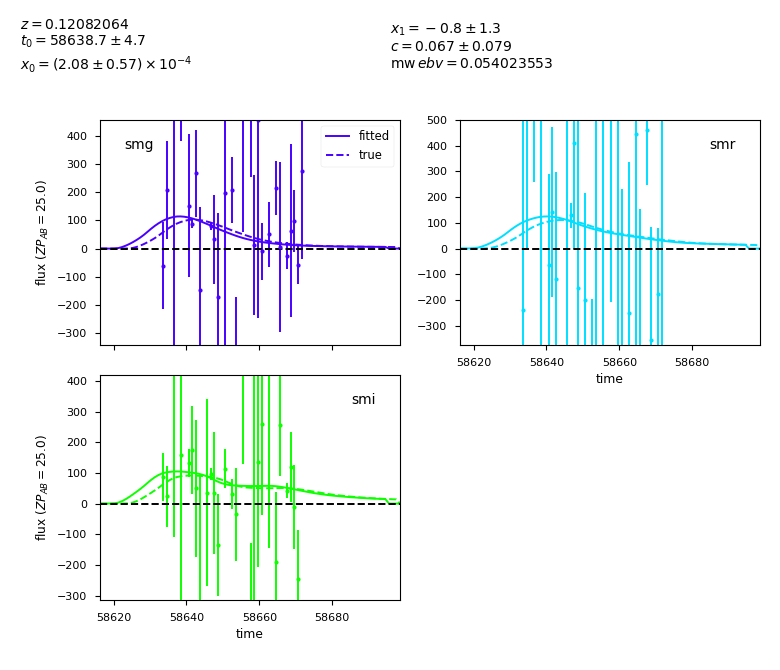 z = 0.12082064
t₀ = 58638.7 ± 4.7
x₀ = (2.08 ± 0.57) × 10⁻⁴
x₁ = −0.8 ± 1.3
c = 0.067 ± 0.079
mw ebv = 0.054023553
smg
fitted
true
400
300
200
100
0
−100
−200
−300
flux (ZP_AB = 25.0)
smr
500
400
300
200
100
0
−100
−200
−300
58620
58640
58660
58680
time
smi
400
300
200
100
0
−100
−200
−300
flux (ZP_AB = 25.0)
58620
58640
58660
58680
time